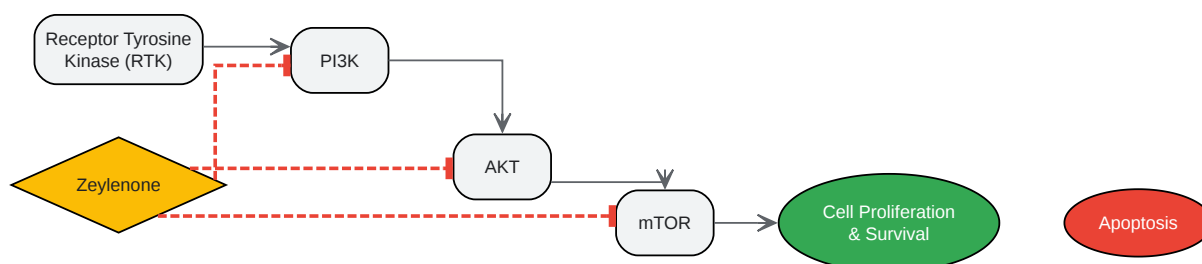 Receptor Tyrosine
Kinase (RTK)
PI3K
Zeylenone
AKT
mTOR
Cell Proliferation
& Survival
Apoptosis